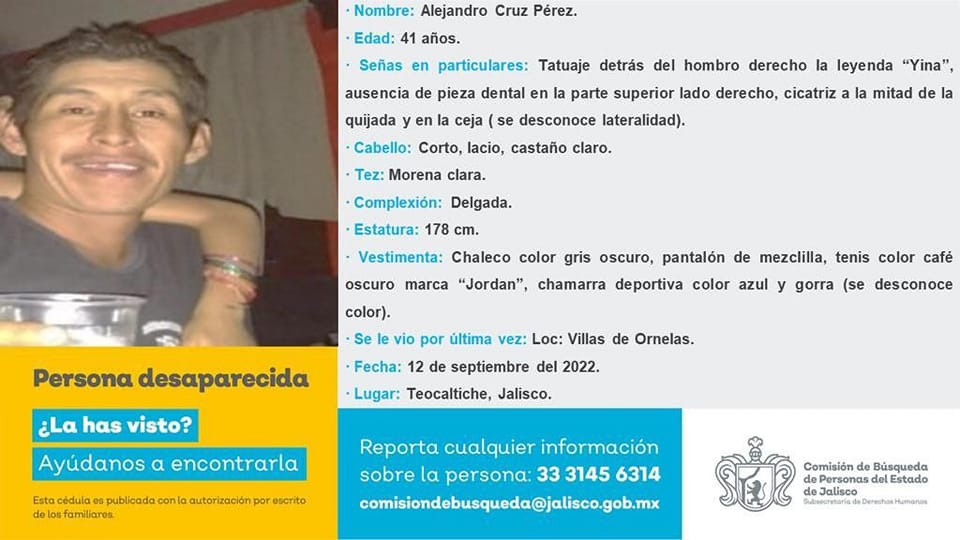 · Nombre: Alejandro Cruz Pérez.
· Edad: 41 años.
· Señas en particulares: Tatuaje detrás del hombro derecho la leyenda “Yina”,
ausencia de pieza dental en la parte superior lado derecho, cicatriz a la mitad de la
quijada y en la ceja ( se desconoce lateralidad).
· Cabello: Corto, lacio, castaño claro.
· Tez: Morena clara.
· Complexión: Delgada.
· Estatura: 178 cm.
· Vestimenta: Chaleco color gris oscuro, pantalón de mezclilla, tenis color café
oscuro marca “Jordan”, chamarra deportiva color azul y gorra (se desconoce
color).
· Se le vio por última vez: Loc: Villas de Ornelas.
· Fecha: 12 de septiembre del 2022.
· Lugar: Teocaltiche, Jalisco.
Persona desaparecida
¿La has visto?
Ayúdanos a encontrarla
Esta cédula es publicada con la autorización por escrito
de los familiares.
Reporta cualquier información
sobre la persona: 33 3145 6314
comisiondebusqueda@jalisco.gob.mx
Comisión de Búsqueda
de Personas del Estado
de Jalisco
Subsecretaría de Derechos Humanos